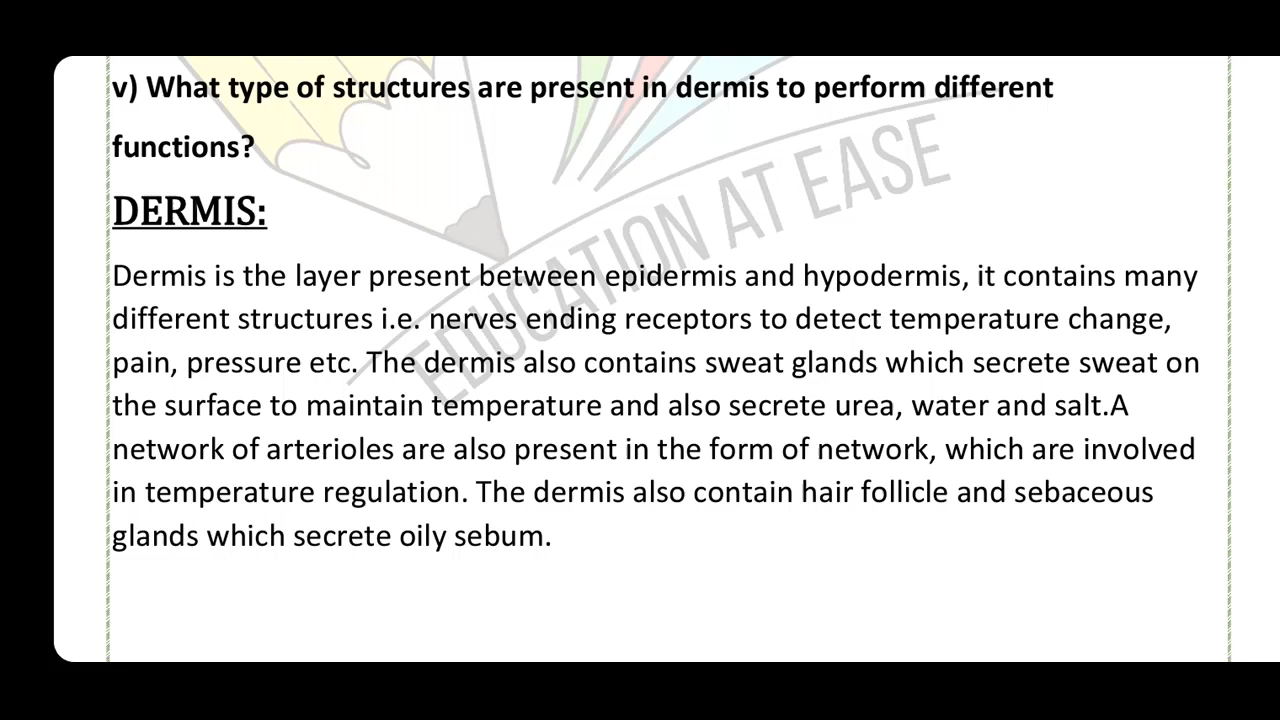 v) What type of structures are present in dermis to perform different
functions?
DERMIS:
Dermis is the layer present between epidermis and hypodermis, it contains many
different structures i.e. nerves ending receptors to detect temperature change,
pain, pressure etc. The dermis also contains sweat glands which secrete sweat on
the surface to maintain temperature and also secrete urea, water and salt.A
network of arterioles are also present in the form of network, which are involved
in temperature regulation. The dermis also contain hair follicle and sebaceous
glands which secrete oily sebum.
EDUCATION AT EASE